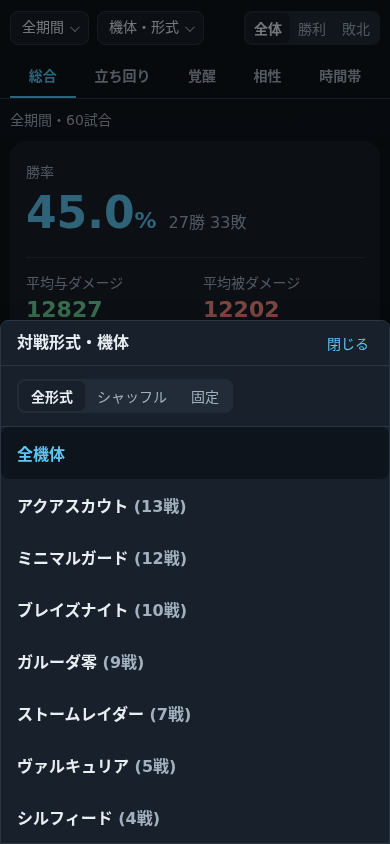 全期間 機体・形式 全体 勝利 敗北
総合 立ち回り 覚醒 相性 時間帯
全期間・60試合
勝率
45.0% 27勝 33敗
平均与ダメージ 平均被ダメージ
12827 12202
対戦形式・機体 閉じる
全形式 シャッフル 固定
全機体
アクアスカウト (13戦)
ミニマルガード (12戦)
ブレイズナイト (10戦)
ガルーダ零 (9戦)
ストームレイダー (7戦)
ヴァルキュリア (5戦)
シルフィード (4戦)